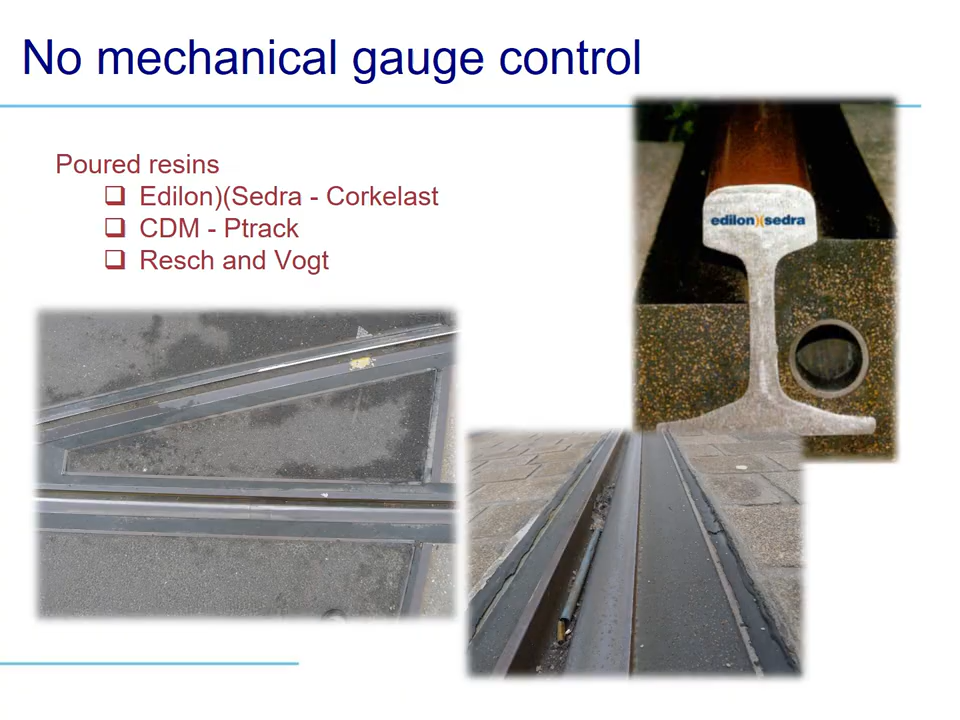 No mechanical gauge control
Poured resins
Edilon)(Sedra - Corkelast
CDM - Ptrack
Resch and Vogt
edilon)(sedra